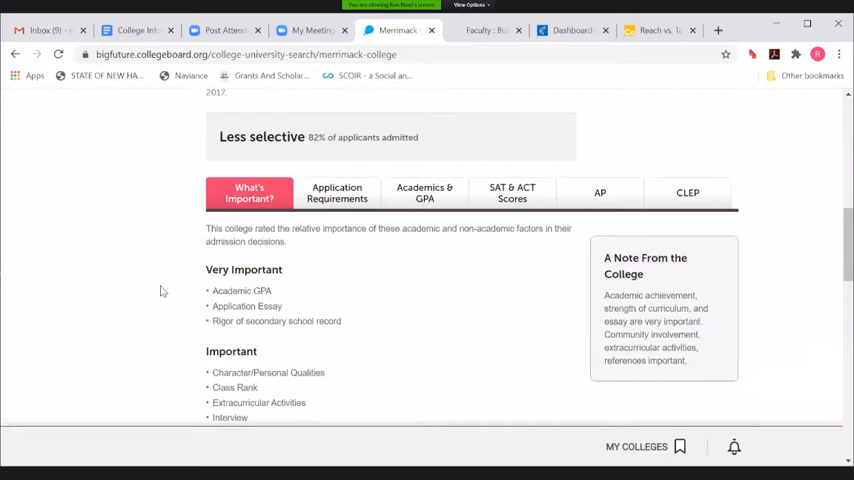 You are viewing
screen
View Options
Inbox (9) -
College Info
Post Attend
My Meeting
Merrimack
Faculty : Bu
Dashboard |
Reach vs. Ta
bigfuture.collegeboard.org/college-university-search/merrimack-college
R
Apps
STATE OF NEW HA...
Naviance
Grants And Scholar...
SCOIR - a Social an...
Other bookmarks
2017.
Less selective 82% of applicants admitted
What's Important?
Application Requirements
Academics & GPA
SAT & ACT Scores
AP
CLEP
This college rated the relative importance of these academic and non-academic factors in their
admission decisions.
Very Important
• Academic GPA
• Application Essay
• Rigor of secondary school record
Important
• Character/Personal Qualities
• Class Rank
• Extracurricular Activities
• Interview
A Note From the
College
Academic achievement,
strength of curriculum, and
essay are very important.
Community involvement,
extracurricular activities,
references important.
MY COLLEGES